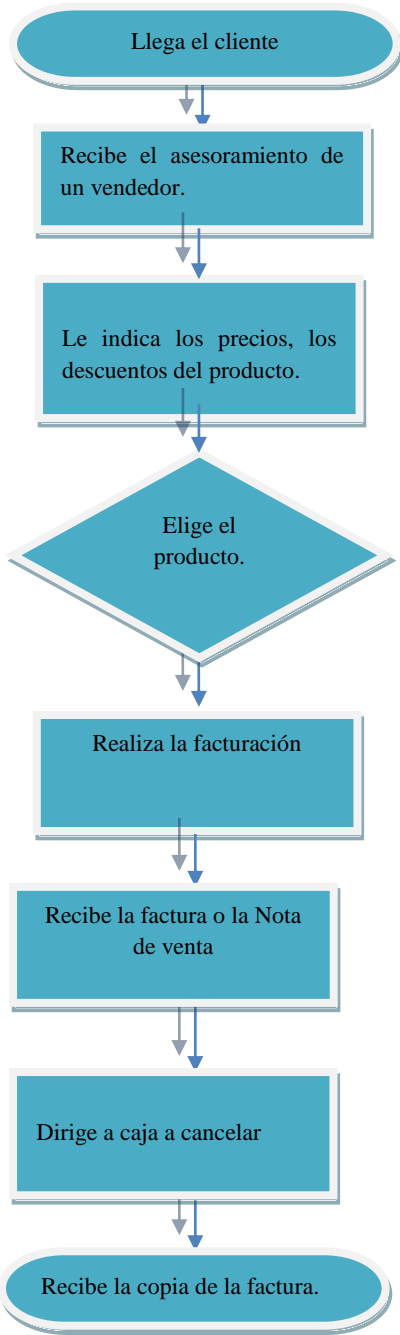 Llega el cliente
Recibe el asesoramiento de
un vendedor.
Le indica los precios, los
descuentos del producto.
Elige el
producto.
Realiza la facturación
Recibe la factura o la Nota
de venta
Dirige a caja a cancelar
Recibe la copia de la factura.